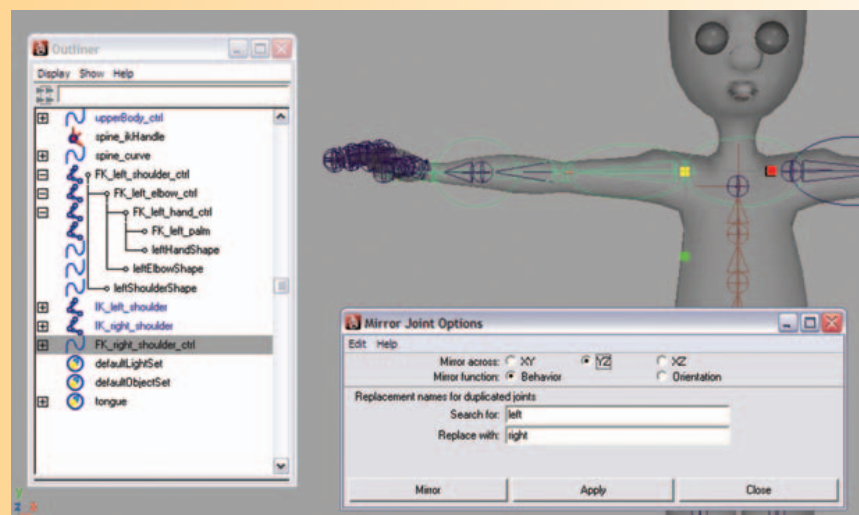 Outliner
Display Show Help
upperBody_ctrl
spine_ikHandle
spine_curve
FK_left_shoulder_ctrl
FK_left_elbow_ctrl
FK_left_hand_ctrl
FK_left_palm
leftHandShape
leftElbowShape
leftShoulderShape
IK_left_shoulder
IK_right_shoulder
FK_right_shoulder_ctrl
defaultLightSet
defaultObjectSet
tongue
Mirror Joint Options
Edit Help
Mirror across: XY YZ XZ
Mirror function: Behavior Orientation
Replacement names for duplicated joints
Search for: left
Replace with: right
Mirror Apply Close
y
z x